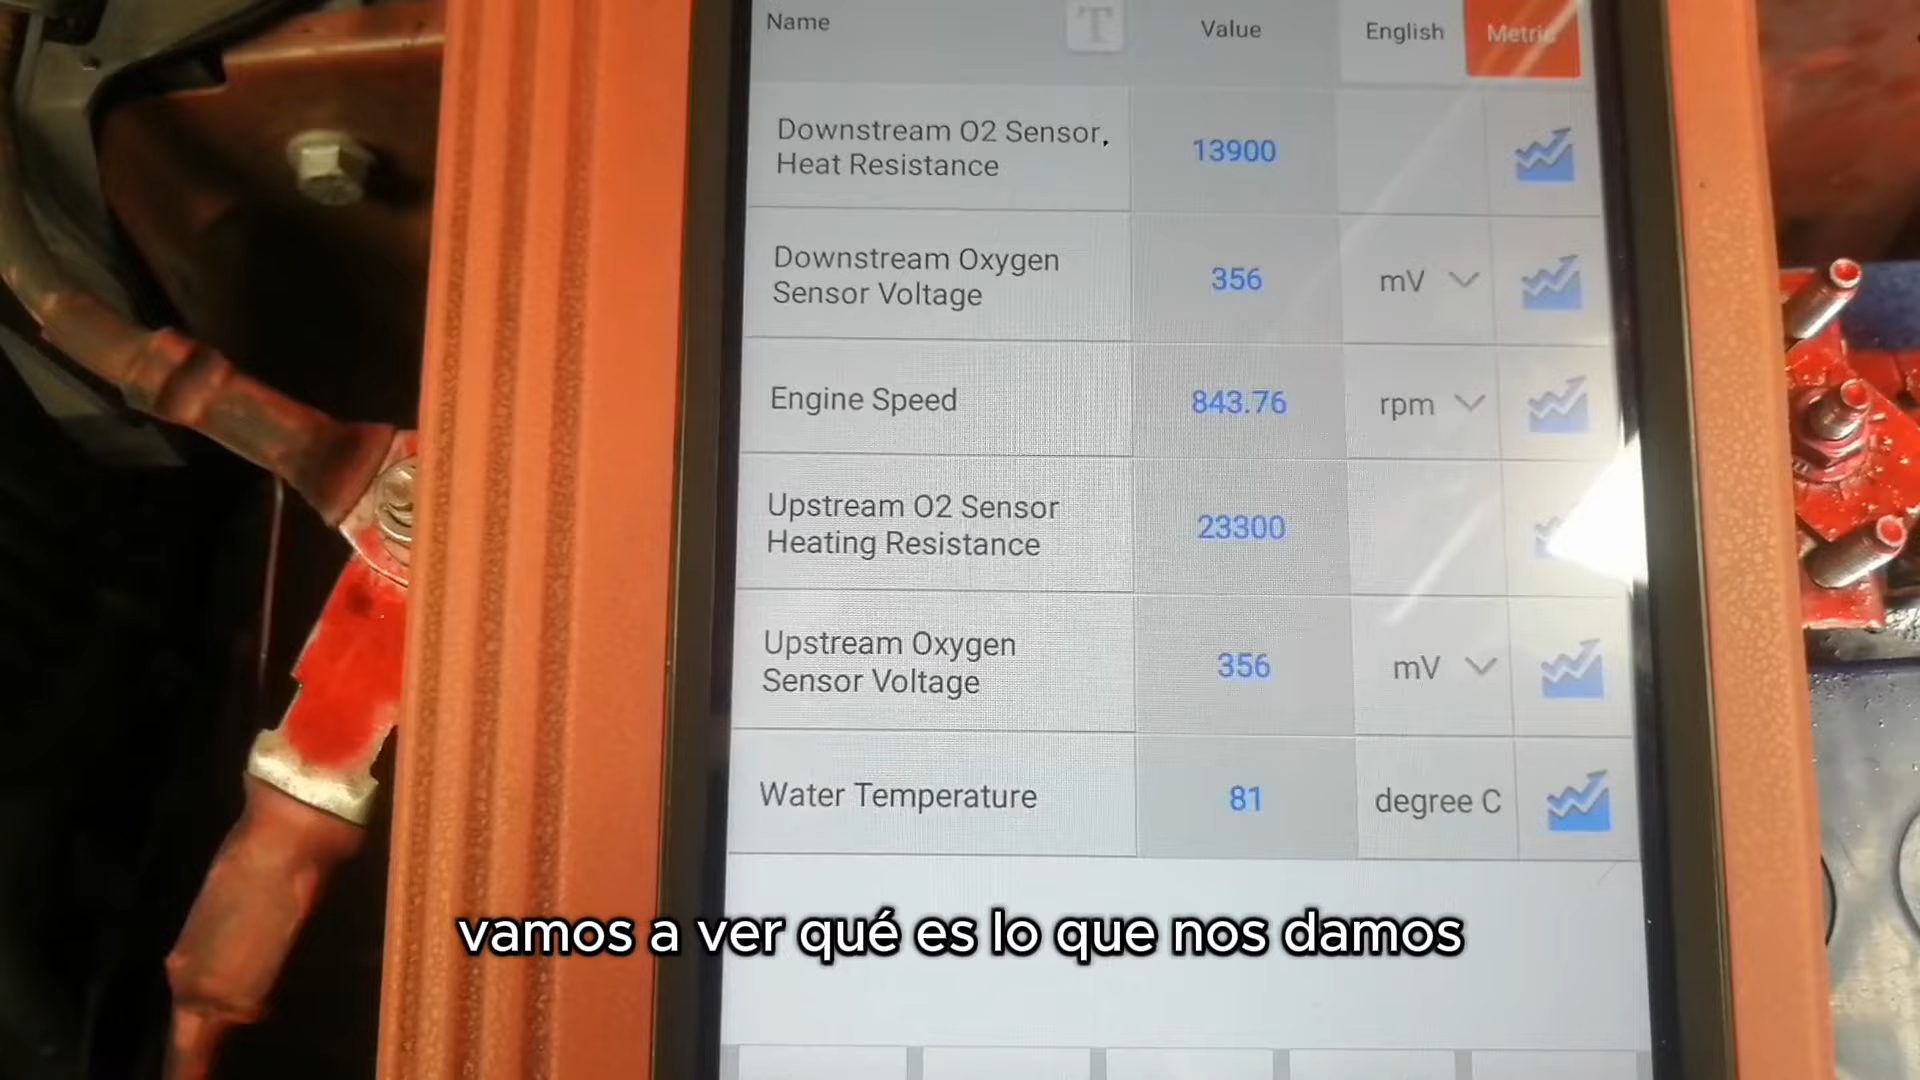 Name T Value English Metric
Downstream O2 Sensor,
Heat Resistance
13900
Downstream Oxygen
Sensor Voltage
356 mV
Engine Speed 843.76 rpm
Upstream O2 Sensor
Heating Resistance
23300
Upstream Oxygen
Sensor Voltage
356 mV
Water Temperature 81 degree C
vamos a ver qué es lo que nos damos